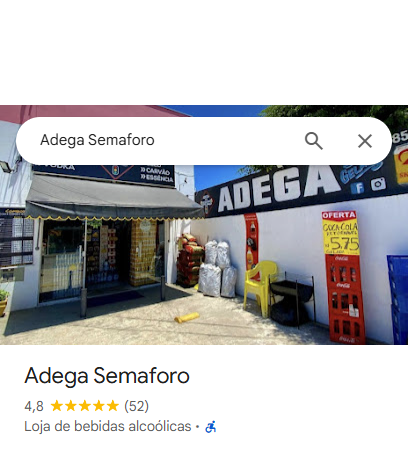 Adega Semaforo
VODKA
» CARVÃO
» ESSÊNCIA
ADEGA
OFERTA
COCA-COLA
5,75
Coca-Cola
Adega Semaforo
4,8 (52)
Loja de bebidas alcoólicas ·